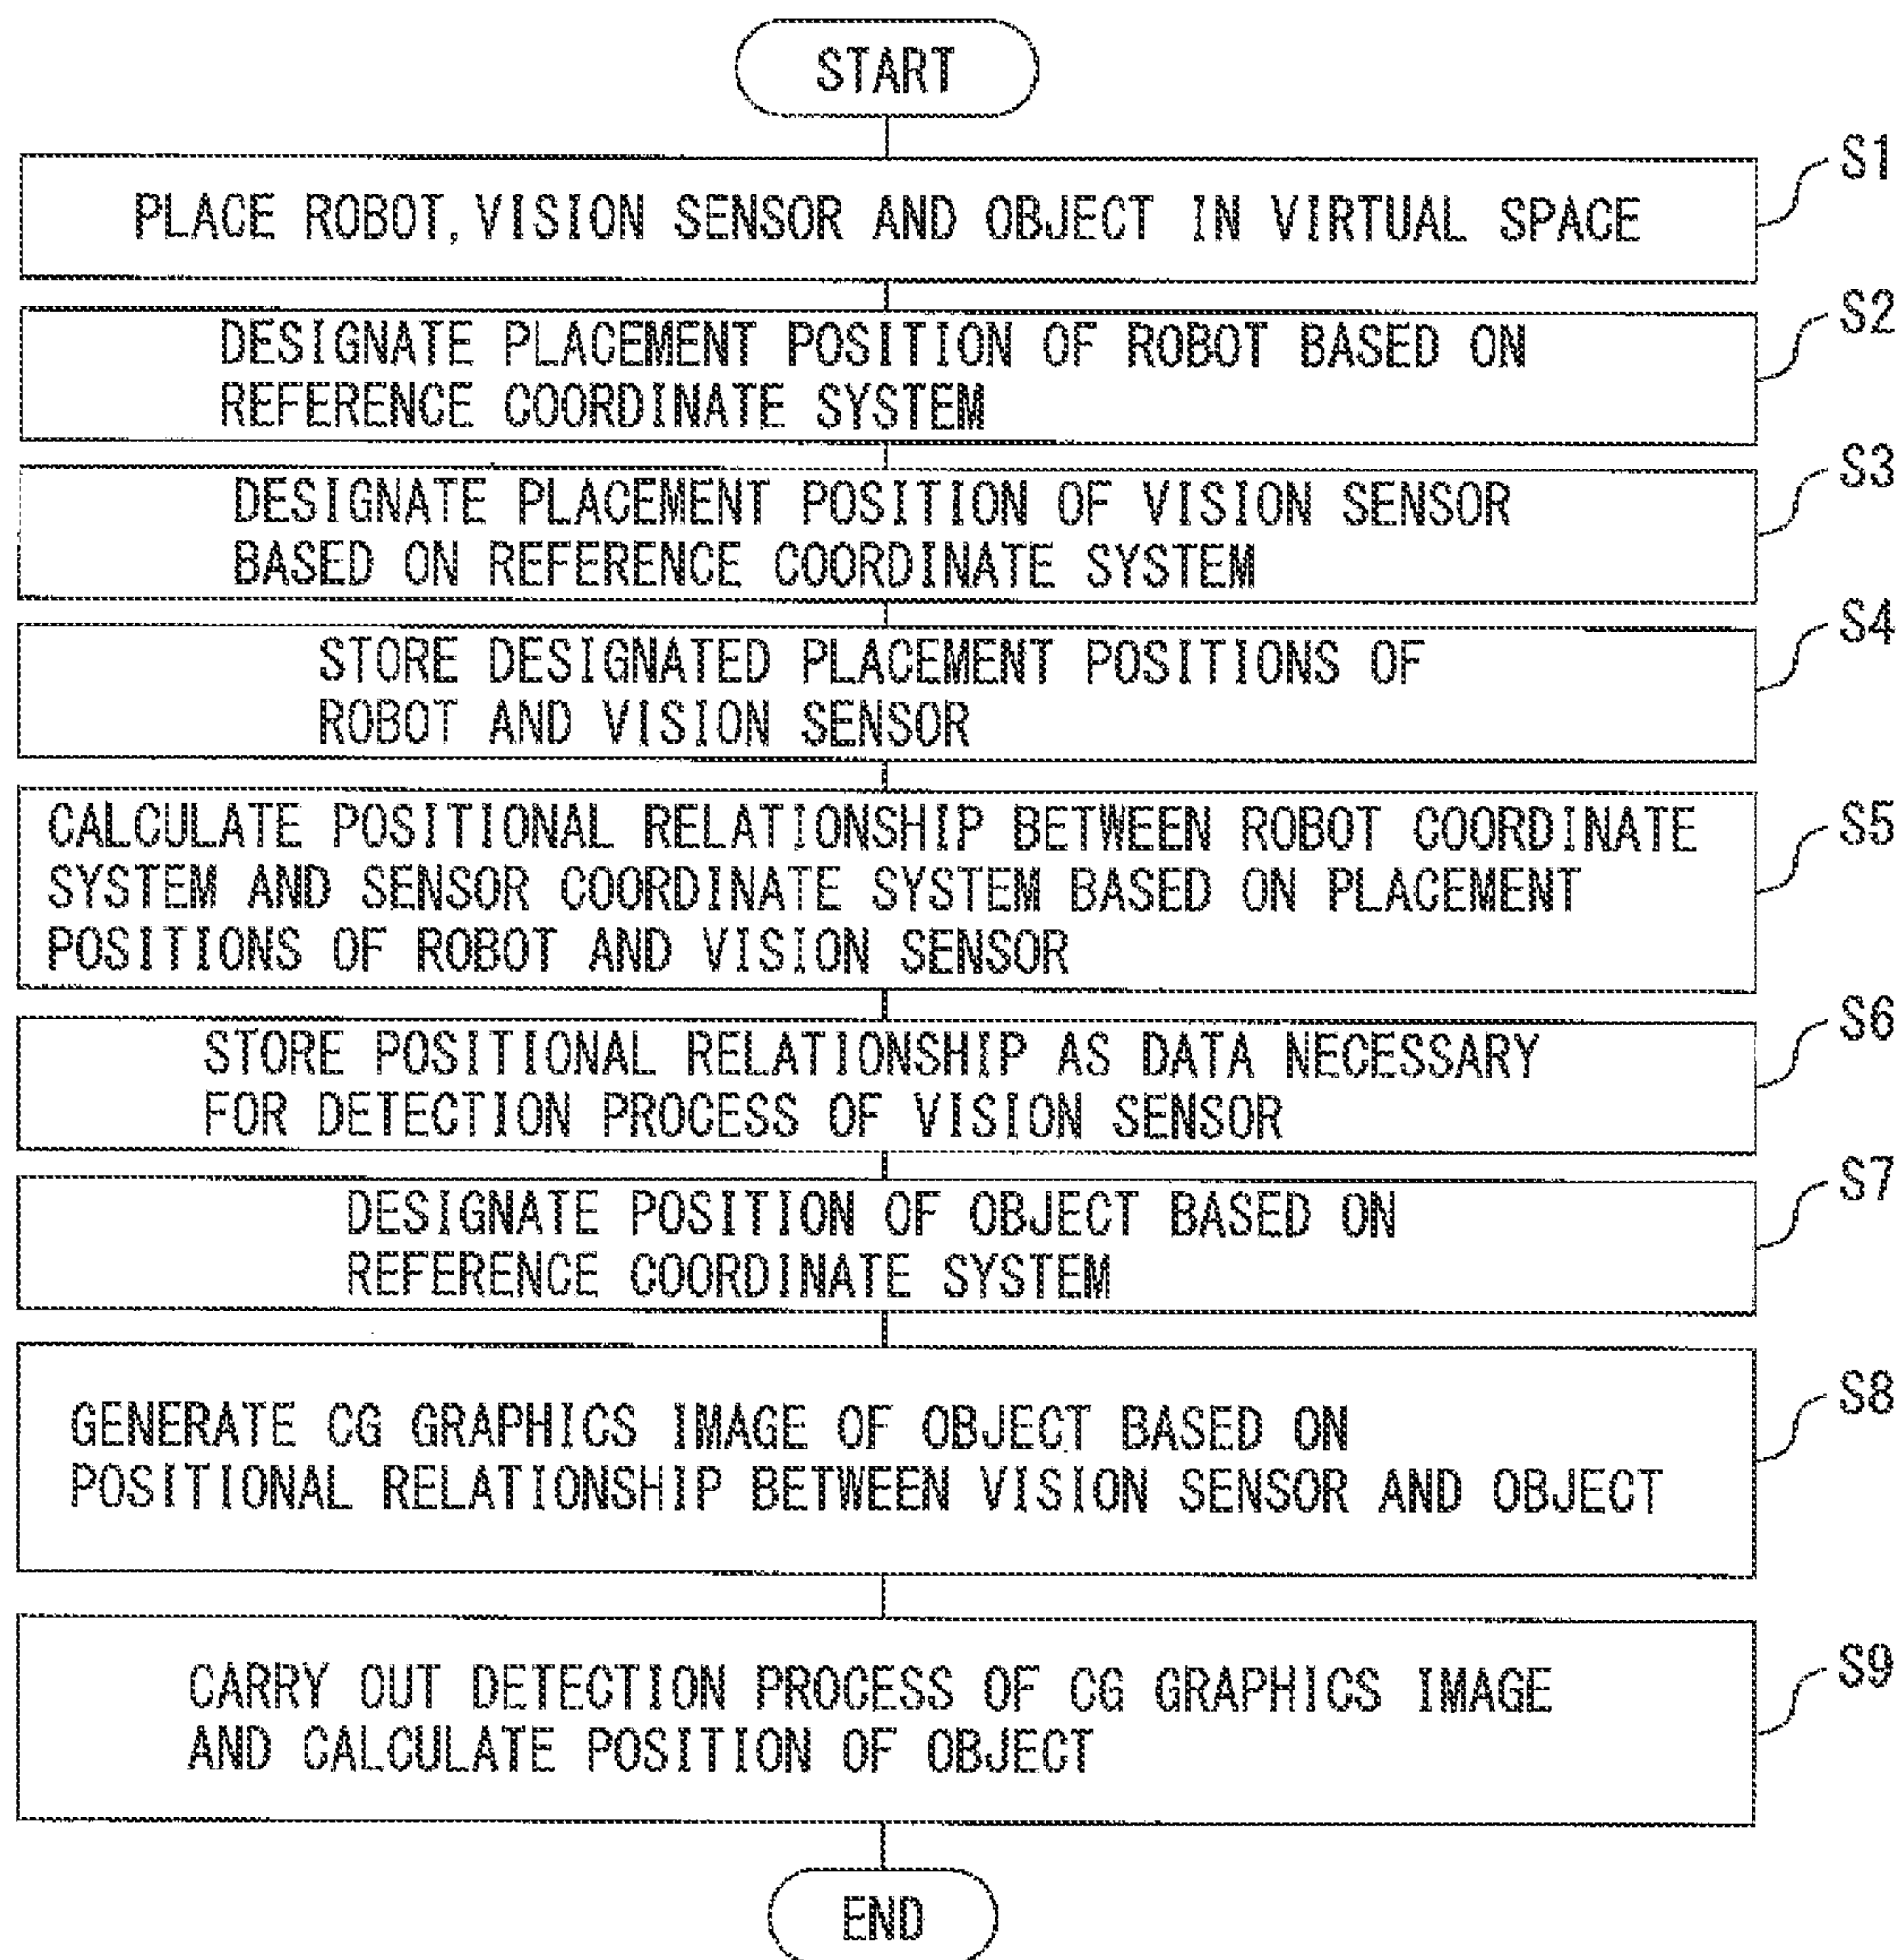 START
S1
PLACE ROBOT, VISION SENSOR AND OBJECT IN VIRTUAL SPACE
S2
DESIGNATE PLACEMENT POSITION OF ROBOT BASED ON
REFERENCE COORDINATE SYSTEM
S3
DESIGNATE PLACEMENT POSITION OF VISION SENSOR
BASED ON REFERENCE COORDINATE SYSTEM
S4
STORE DESIGNATED PLACEMENT POSITIONS OF
ROBOT AND VISION SENSOR
S5
CALCULATE POSITIONAL RELATIONSHIP BETWEEN ROBOT COORDINATE
SYSTEM AND SENSOR COORDINATE SYSTEM BASED ON PLACEMENT
POSITIONS OF ROBOT AND VISION SENSOR
S6
STORE POSITIONAL RELATIONSHIP AS DATA NECESSARY
FOR DETECTION PROCESS OF VISION SENSOR
S7
DESIGNATE POSITION OF OBJECT BASED ON
REFERENCE COORDINATE SYSTEM
S8
GENERATE CG GRAPHICS IMAGE OF OBJECT BASED ON
POSITIONAL RELATIONSHIP BETWEEN VISION SENSOR AND OBJECT
S9
CARRY OUT DETECTION PROCESS OF CG GRAPHICS IMAGE
AND CALCULATE POSITION OF OBJECT
END